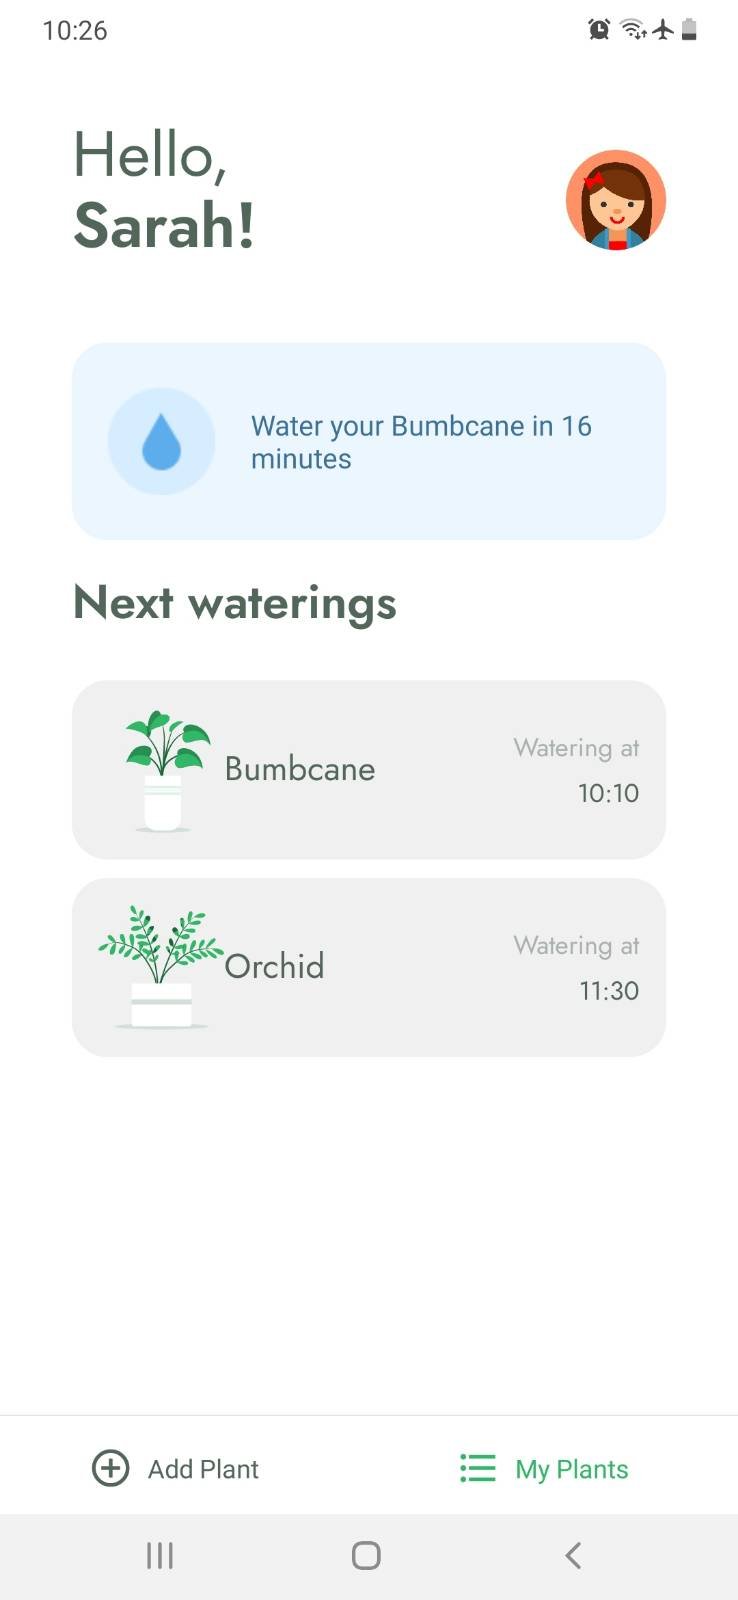 10:26
Hello,
Sarah!
Water your Bumbcane in 16
minutes
Next waterings
Bumbcane
Watering at
10:10
Orchid
Watering at
11:30
Add Plant
My Plants